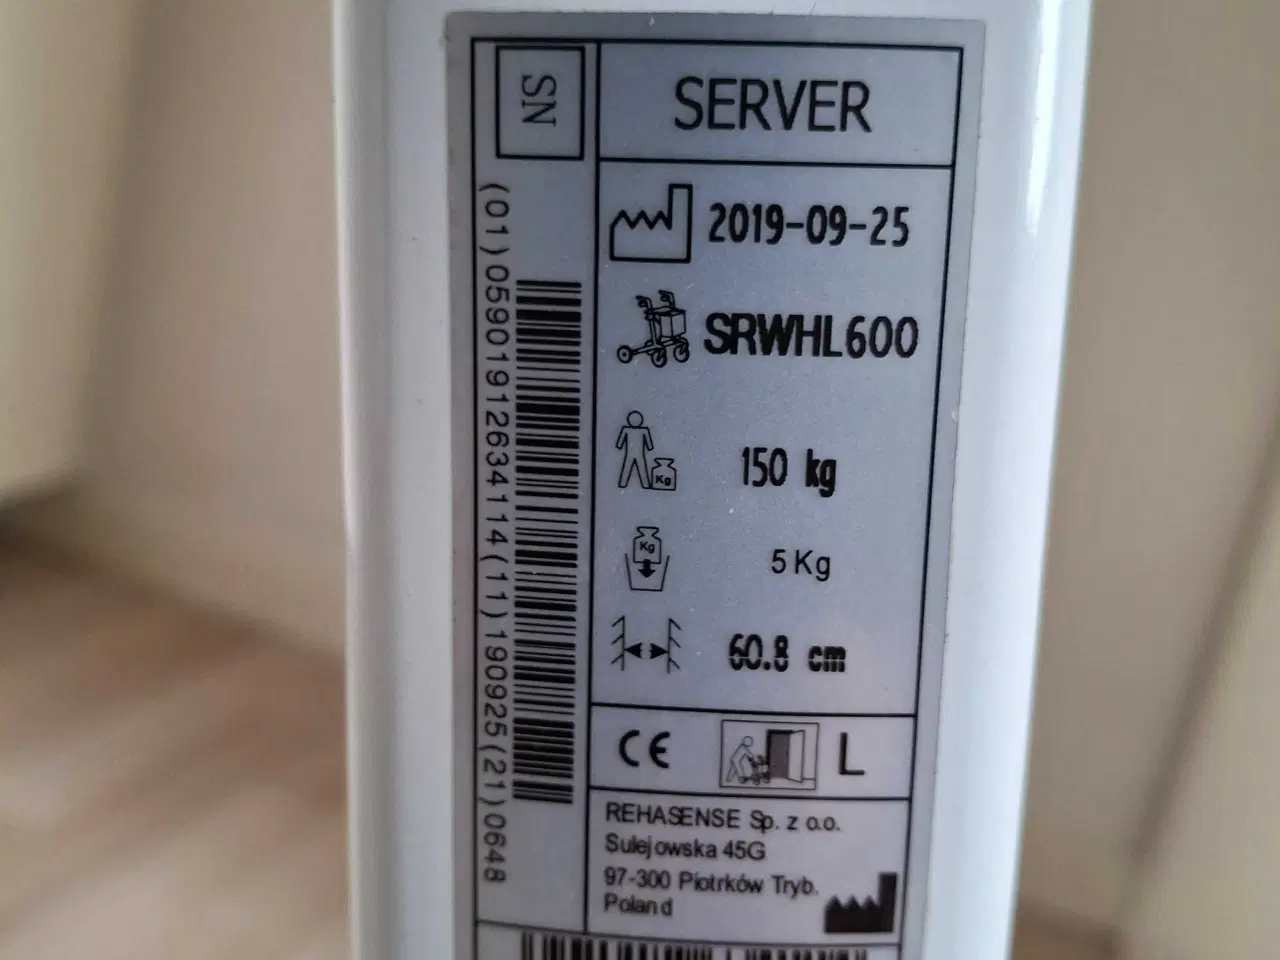 SN
(01)05901912634114(11)190925(21)0648
SERVER
2019-09-25
SRWHL600
Kg
150 kg
Kg
5 Kg
60.8 cm
CE
L
REHASENSE Sp. z o.o.
Sulejowska 45G
97-300 Piotrków Tryb.
Poland